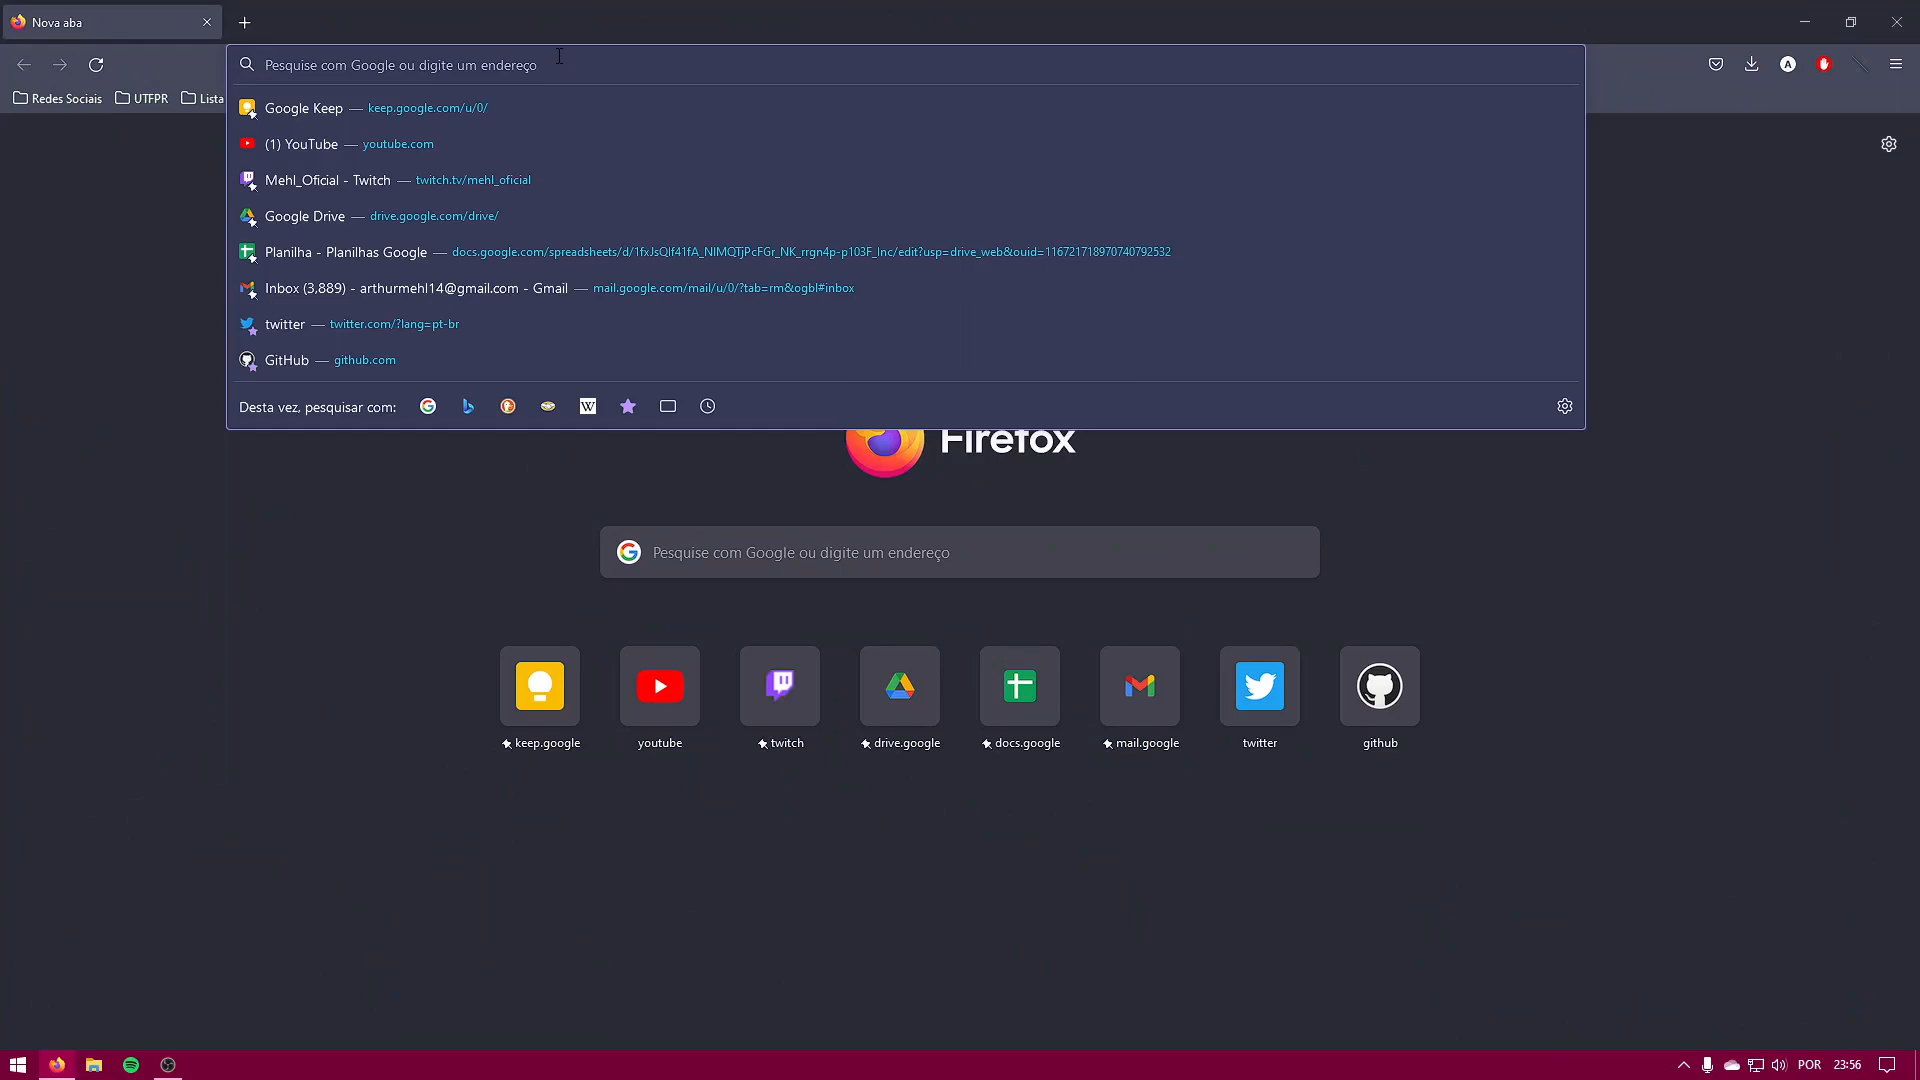 Nova aba
Pesquise com Google ou digite um endereço
Redes Sociais
UTFPR
Lista
Google Keep — keep.google.com/u/0/
(1) YouTube — youtube.com
Mehl_Oficial - Twitch — twitch.tv/mehl_oficial
Google Drive — drive.google.com/drive/
Planilha - Planilhas Google — docs.google.com/spreadsheets/d/1fxJsQIf41fA_NIMQTjPcFGr_NK_rrgn4p-p103F_Inc/edit?usp=drive_web&ouid=116721718970740792532
Inbox (3,889) - arthurmehl14@gmail.com - Gmail — mail.google.com/mail/u/0/?tab=rm&ogbl#inbox
twitter — twitter.com/?lang=pt-br
GitHub — github.com
Desta vez, pesquisar com:
Firefox
Pesquise com Google ou digite um endereço
keep.google
youtube
twitch
drive.google
docs.google
mail.google
twitter
github
POR
23:56